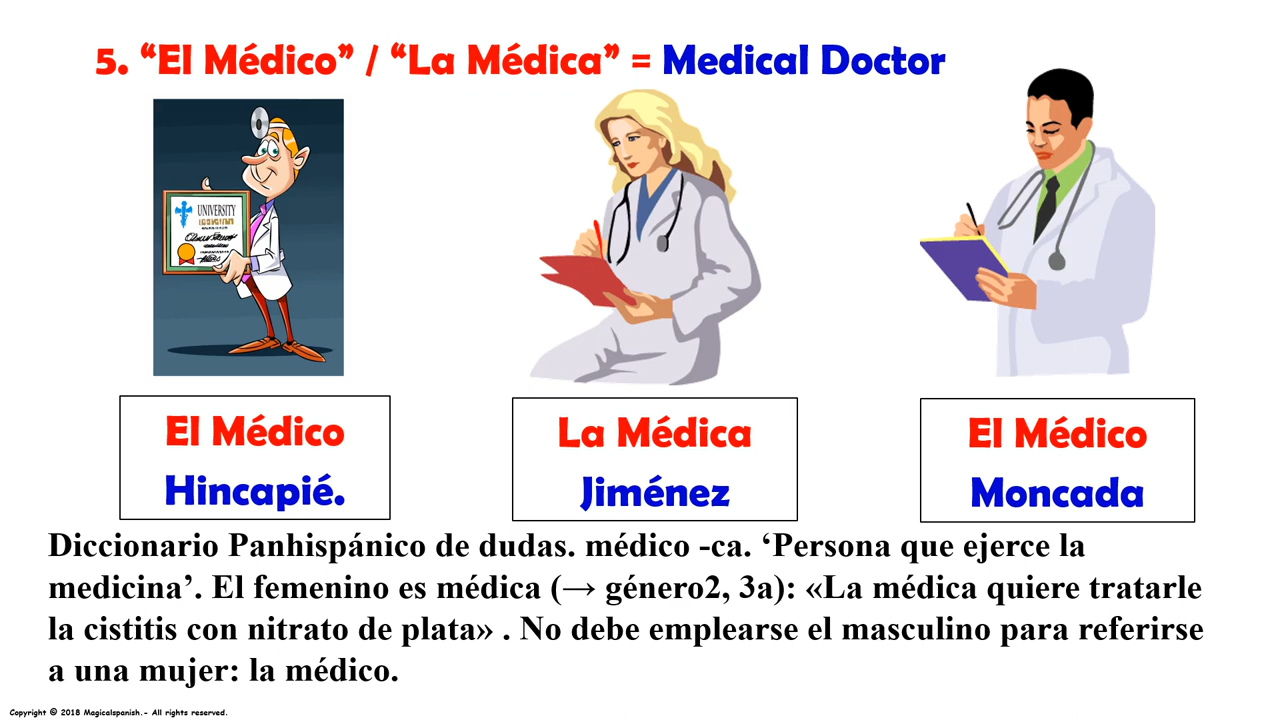 5. “El Médico” / “La Médica” = Medical Doctor
UNIVERSITY
El Médico
Hincapié.
La Médica
Jiménez
El Médico
Moncada
Diccionario Panhispánico de dudas. médico -ca. ‘Persona que ejerce la
medicina’. El femenino es médica (→ género2, 3a): «La médica quiere tratarle
la cistitis con nitrato de plata» . No debe emplearse el masculino para referirse
a una mujer: la médico.
Copyright © 2018 Magicalspanish.- All rights reserved.